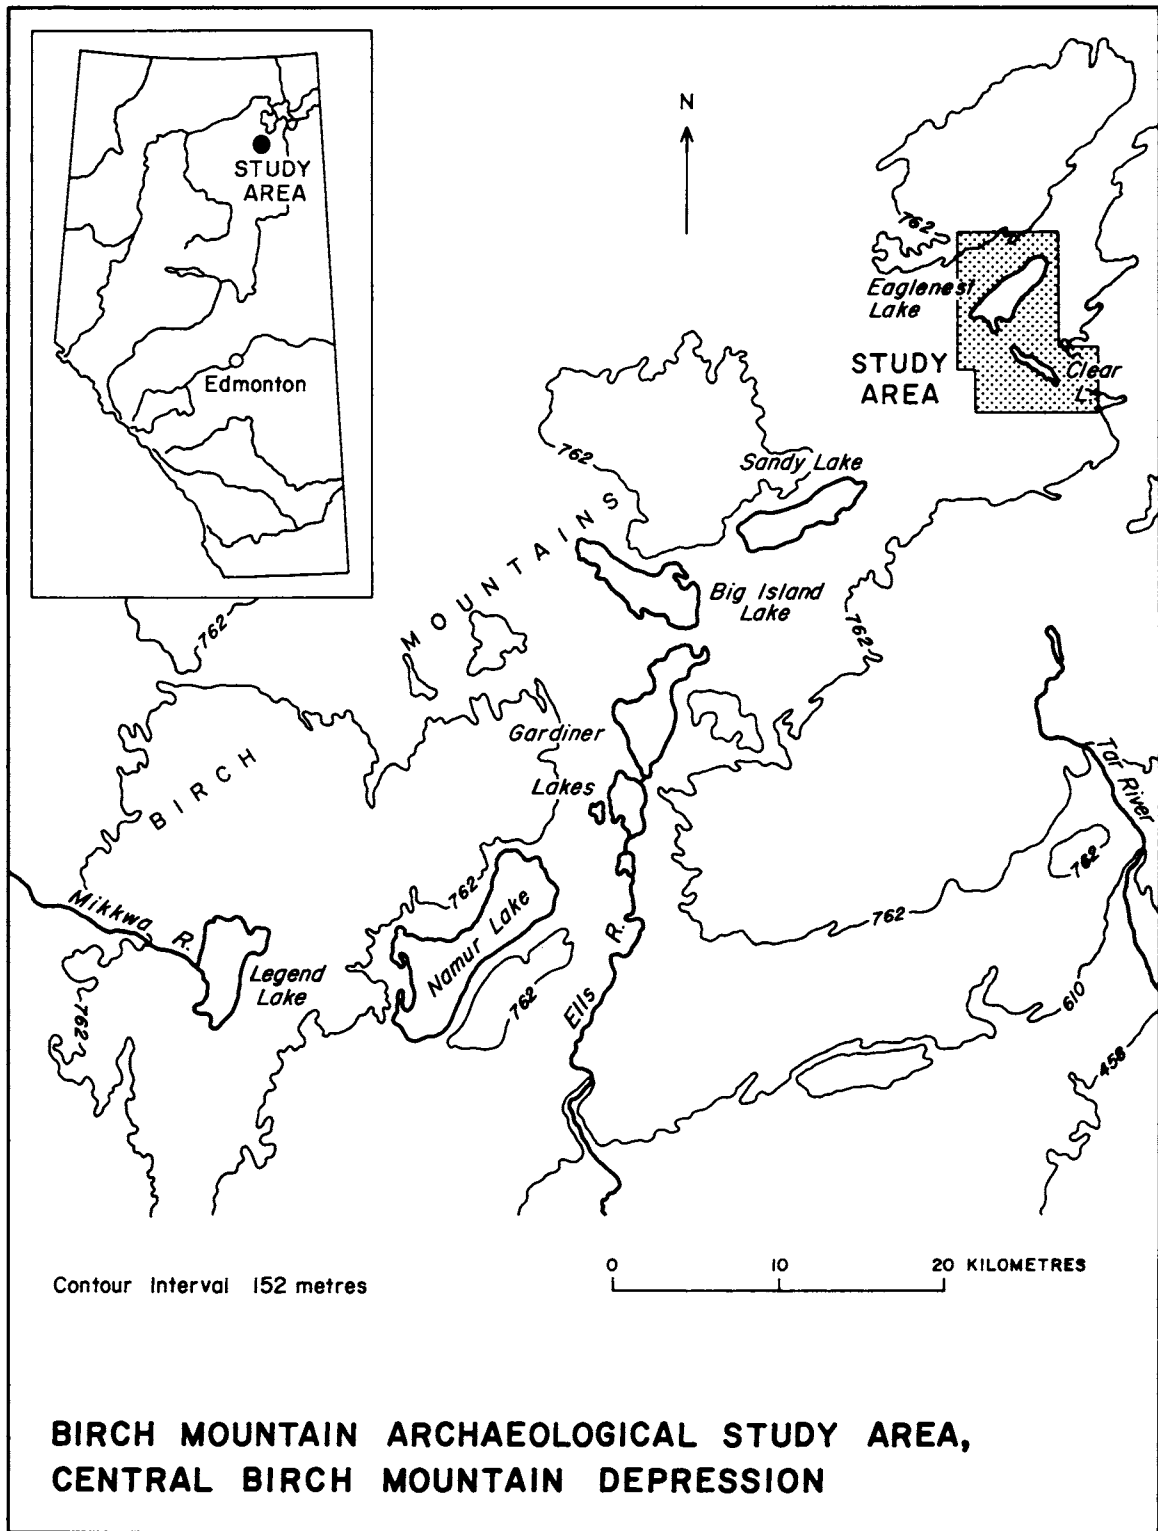 STUDY
AREA
Edmonton
N
762
Eaglenest
Lake
STUDY
AREA
Clear
L.
762
Sandy Lake
MOUNTAINS
Big Island
Lake
762
762
Gardiner
Lakes
BIRCH
Tar River
762
762
762
Mikkwa R.
Namur Lake
Legend
Lake
762
762
Ells R.
610
458
Contour Interval 152 metres
0 10 20 KILOMETRES
BIRCH MOUNTAIN ARCHAEOLOGICAL STUDY AREA,
CENTRAL BIRCH MOUNTAIN DEPRESSION